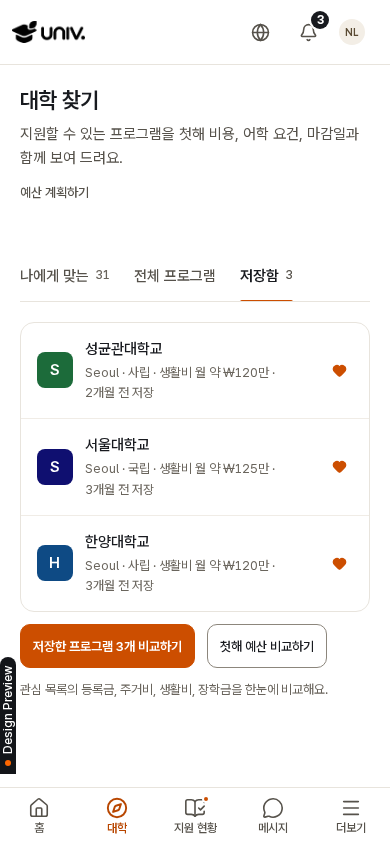 UNIV.
3
NL
대학 찾기
지원할 수 있는 프로그램을 첫해 비용, 어학 요건, 마감일과
함께 보여 드려요.
예산 계획하기
나에게 맞는 31 전체 프로그램 저장함 3
S
성균관대학교
Seoul · 사립 · 생활비 월 약 ₩120만 ·
2개월 전 저장
S
서울대학교
Seoul · 국립 · 생활비 월 약 ₩125만 ·
3개월 전 저장
H
한양대학교
Seoul · 사립 · 생활비 월 약 ₩120만 ·
3개월 전 저장
저장한 프로그램 3개 비교하기 첫해 예산 비교하기
관심 목록의 등록금, 주거비, 생활비, 장학금을 한눈에 비교해요.
Design Preview
홈 대학 지원 현황 메시지 더보기